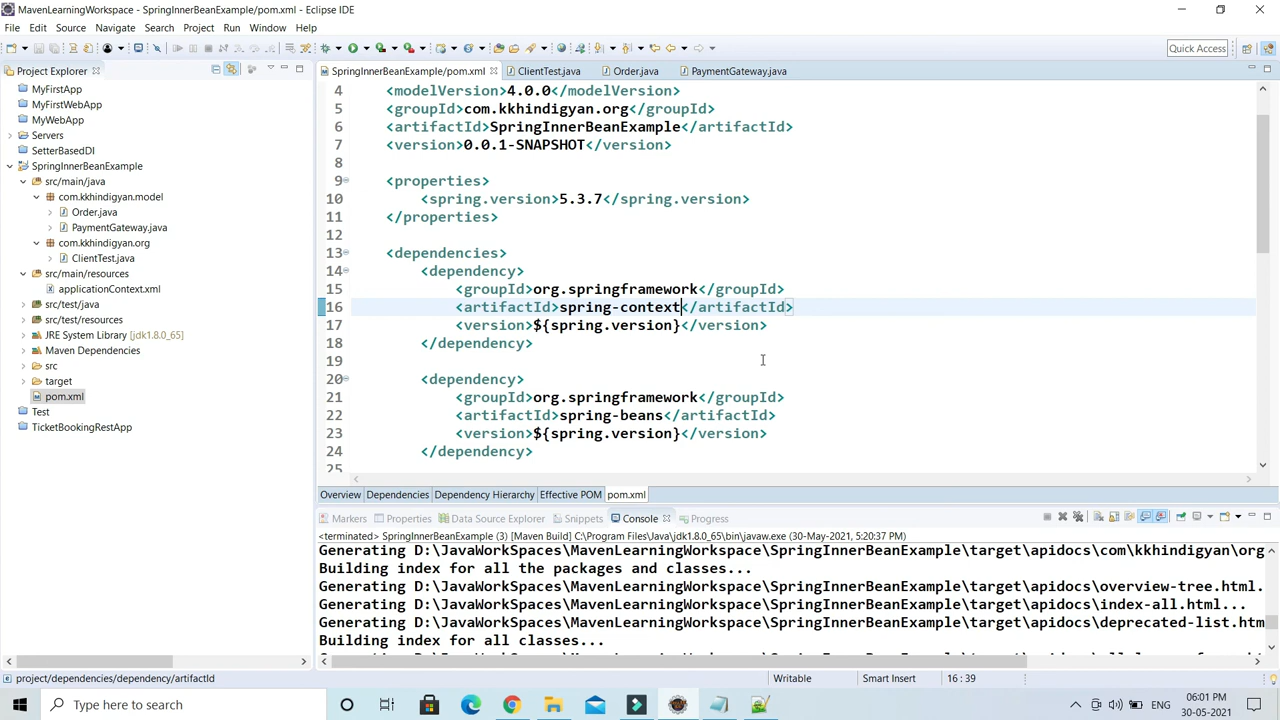 MavenLearningWorkspace - SpringInnerBeanExample/pom.xml - Eclipse IDE
File Edit Source Navigate Search Project Run Window Help
Quick Access
Project Explorer
SpringInnerBeanExample/pom.xml ClientTest.java Order.java PaymentGateway.java
MyFirstApp
MyFirstWebApp
MyWebApp
Servers
SetterBasedDI
SpringInnerBeanExample
src/main/java
com.kkhindigyan.model
Order.java
PaymentGateway.java
com.kkhindigyan.org
ClientTest.java
src/main/resources
applicationContext.xml
src/test/java
src/test/resources
JRE System Library [jdk1.8.0_65]
Maven Dependencies
src
target
pom.xml
Test
TicketBookingRestApp
4 <modelVersion>4.0.0</modelVersion>
5 <groupId>com.kkhindigyan.org</groupId>
6 <artifactId>SpringInnerBeanExample</artifactId>
7 <version>0.0.1-SNAPSHOT</version>
8
9 <properties>
10 <spring.version>5.3.7</spring.version>
11 </properties>
12
13 <dependencies>
14 <dependency>
15 <groupId>org.springframework</groupId>
16 <artifactId>spring-context</artifactId>
17 <version>${spring.version}</version>
18 </dependency>
19
20 <dependency>
21 <groupId>org.springframework</groupId>
22 <artifactId>spring-beans</artifactId>
23 <version>${spring.version}</version>
24 </dependency>
25
Overview Dependencies Dependency Hierarchy Effective POM pom.xml
Markers Properties Data Source Explorer Snippets Console Progress
<terminated> SpringInnerBeanExample (3) [Maven Build] C:\Program Files\Java\jdk1.8.0_65\bin\javaw.exe (30-May-2021, 5:20:37 PM)
Generating D:\JavaWorkSpaces\MavenLearningWorkspace\SpringInnerBeanExample\target\apidocs\com\kkhindigyan\org
Building index for all the packages and classes...
Generating D:\JavaWorkSpaces\MavenLearningWorkspace\SpringInnerBeanExample\target\apidocs\overview-tree.html.
Generating D:\JavaWorkSpaces\MavenLearningWorkspace\SpringInnerBeanExample\target\apidocs\index-all.html...
Generating D:\JavaWorkSpaces\MavenLearningWorkspace\SpringInnerBeanExample\target\apidocs\deprecated-list.htm
Building index for all classes...
project/dependencies/dependency/artifactId Writable Smart Insert 16 : 39
Type here to search
ENG
06:01 PM
30-05-2021